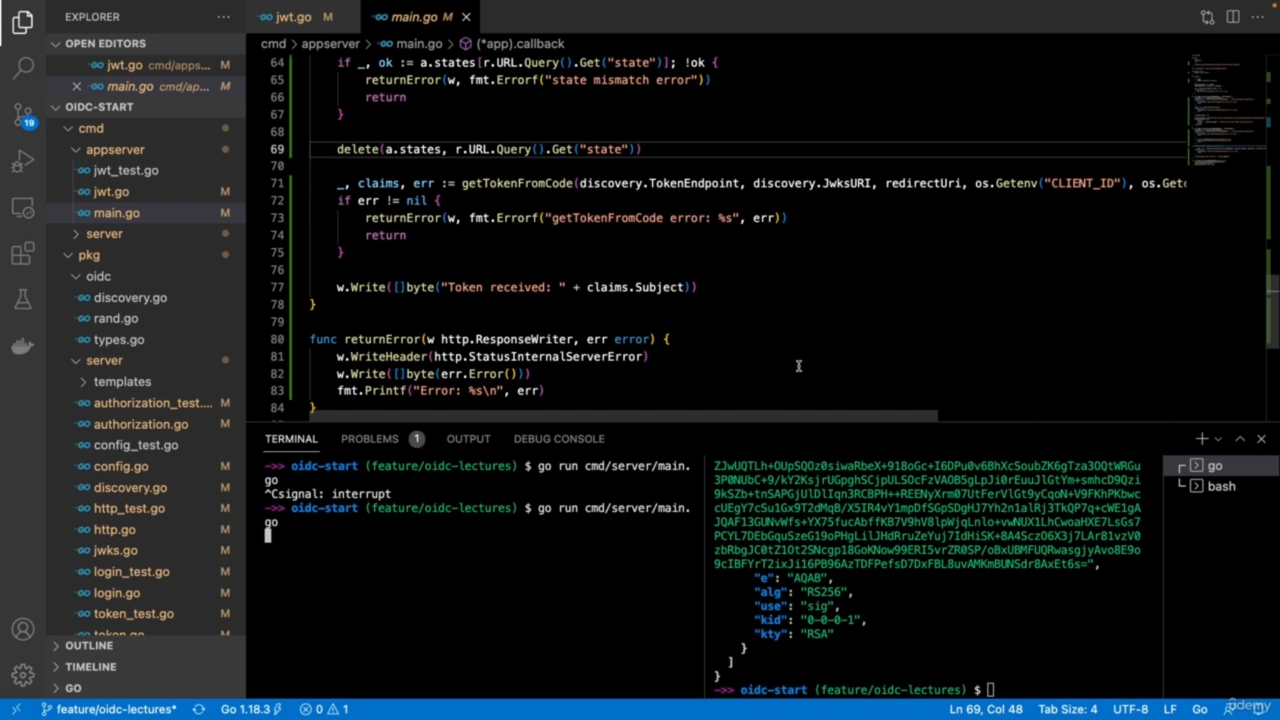 EXPLORER
OPEN EDITORS
jwt.go cmd/apps... M
main.go cmd/ap... M
OIDC-START
cmd
appserver
jwt_test.go
jwt.go M
main.go M
server
pkg
oidc
discovery.go
rand.go
types.go
server
templates
authorization_test.... M
authorization.go M
config_test.go
config.go M
discovery.go M
http_test.go M
http.go M
jwks.go M
login_test.go M
login.go M
token_test.go M
token.go M
OUTLINE
TIMELINE
GO
19
jwt.go M
main.go M
cmd > appserver > main.go > (*app).callback
64 if _, ok := a.states[r.URL.Query().Get("state")]; !ok {
65 returnError(w, fmt.Errorf("state mismatch error"))
66 return
67 }
68
69 delete(a.states, r.URL.Query().Get("state"))
70
71 _, claims, err := getTokenFromCode(discovery.TokenEndpoint, discovery.JwksURI, redirectUri, os.Getenv("CLIENT_ID"), os.Gete
72 if err != nil {
73 returnError(w, fmt.Errorf("getTokenFromCode error: %s", err))
74 return
75 }
76
77 w.Write([]byte("Token received: " + claims.Subject))
78 }
79
80 func returnError(w http.ResponseWriter, err error) {
81 w.WriteHeader(http.StatusInternalServerError)
82 w.Write([]byte(err.Error()))
83 fmt.Printf("Error: %s\n", err)
84 }
TERMINAL PROBLEMS 1 OUTPUT DEBUG CONSOLE
->> oidc-start (feature/oidc-lectures) $ go run cmd/server/main.
go
^Csignal: interrupt
->> oidc-start (feature/oidc-lectures) $ go run cmd/server/main.
go
"e": "AQAB",
"alg": "RS256",
"use": "sig",
"kid": "0-0-0-1",
"kty": "RSA"
}
]
}
->> oidc-start (feature/oidc-lectures) $
go
bash
feature/oidc-lectures* Go 1.18.3 0 1 Ln 69, Col 48 Tab Size: 4 UTF-8 LF Go
udemy